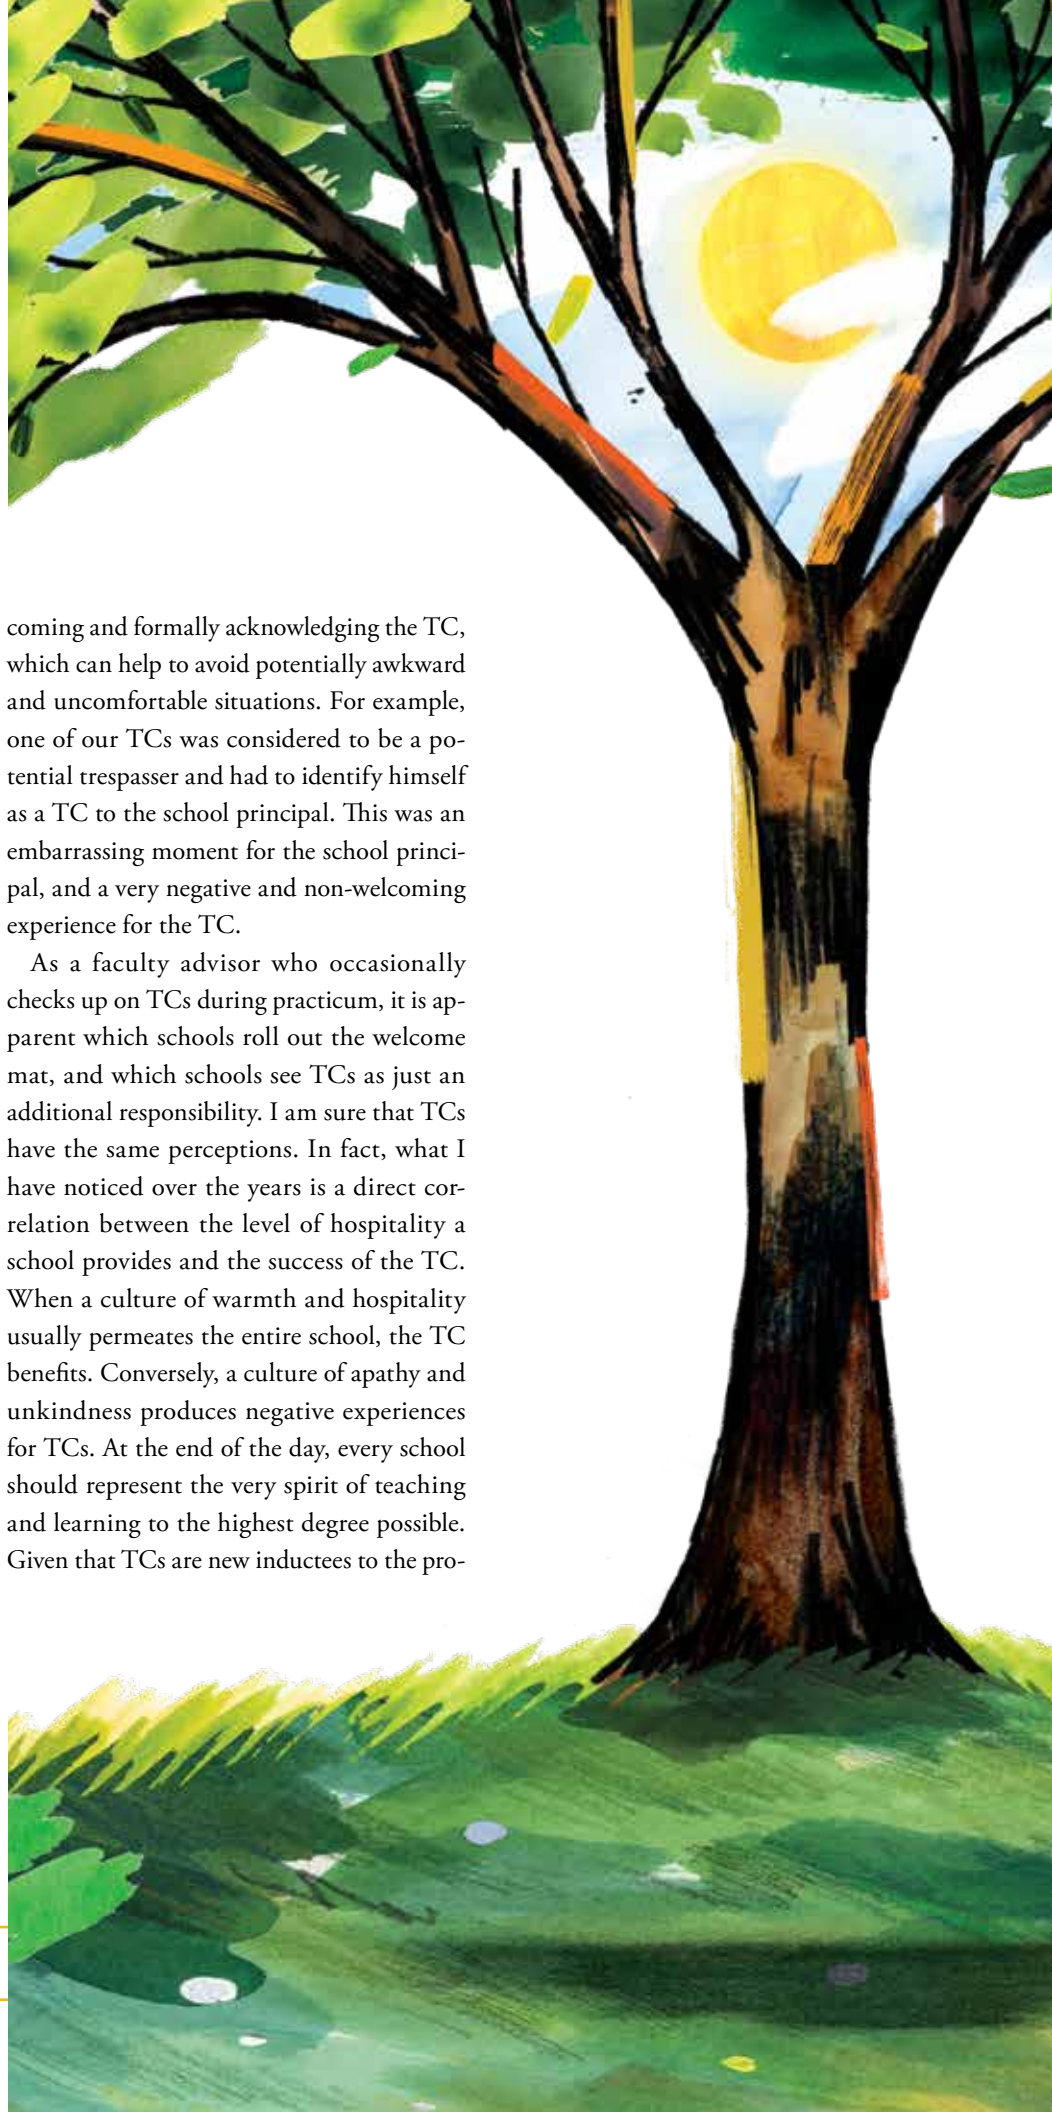 coming and formally acknowledging the TC,
which can help to avoid potentially awkward
and uncomfortable situations. For example,
one of our TCs was considered to be a po-
tential trespasser and had to identify himself
as a TC to the school principal. This was an
embarrassing moment for the school princi-
pal, and a very negative and non-welcoming
experience for the TC.
As a faculty advisor who occasionally
checks up on TCs during practicum, it is ap-
parent which schools roll out the welcome
mat, and which schools see TCs as just an
additional responsibility. I am sure that TCs
have the same perceptions. In fact, what I
have noticed over the years is a direct cor-
relation between the level of hospitality a
school provides and the success of the TC.
When a culture of warmth and hospitality
usually permeates the entire school, the TC
benefits. Conversely, a culture of apathy and
unkindness produces negative experiences
for TCs. At the end of the day, every school
should represent the very spirit of teaching
and learning to the highest degree possible.
Given that TCs are new inductees to the pro-